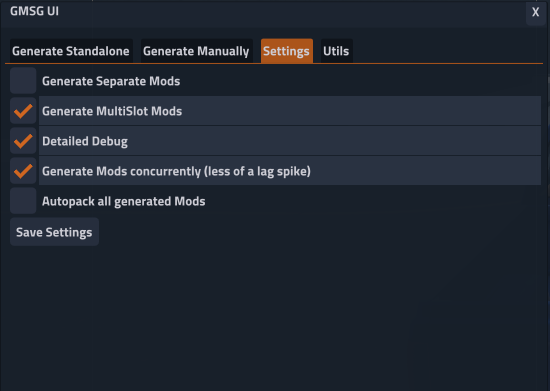 GMSG UI
X
Generate Standalone Generate Manually Settings Utils
Generate Separate Mods
Generate MultiSlot Mods
Detailed Debug
Generate Mods concurrently (less of a lag spike)
Autopack all generated Mods
Save Settings